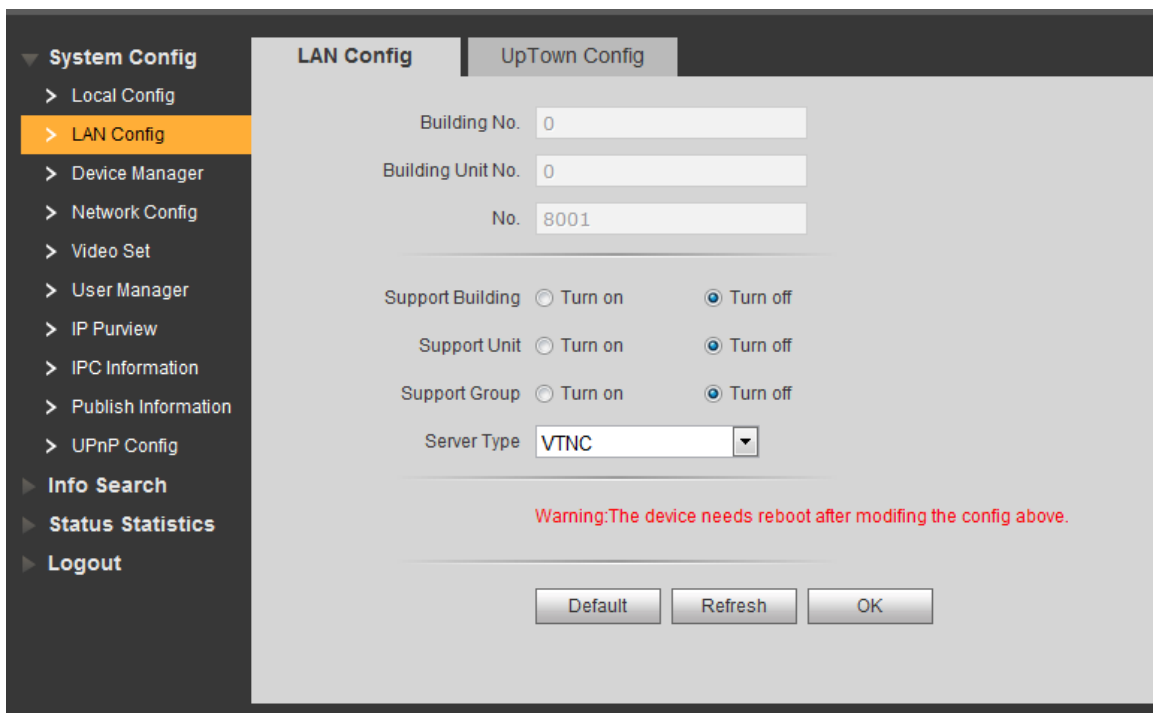 System Config
Local Config
LAN Config
Device Manager
Network Config
Video Set
User Manager
IP Purview
IPC Information
Publish Information
UPnP Config
Info Search
Status Statistics
Logout
LAN Config
UpTown Config
Building No. 0
Building Unit No. 0
No. 8001
Support Building Turn on Turn off
Support Unit Turn on Turn off
Support Group Turn on Turn off
Server Type VTNC
Warning:The device needs reboot after modifing the config above.
Default Refresh OK